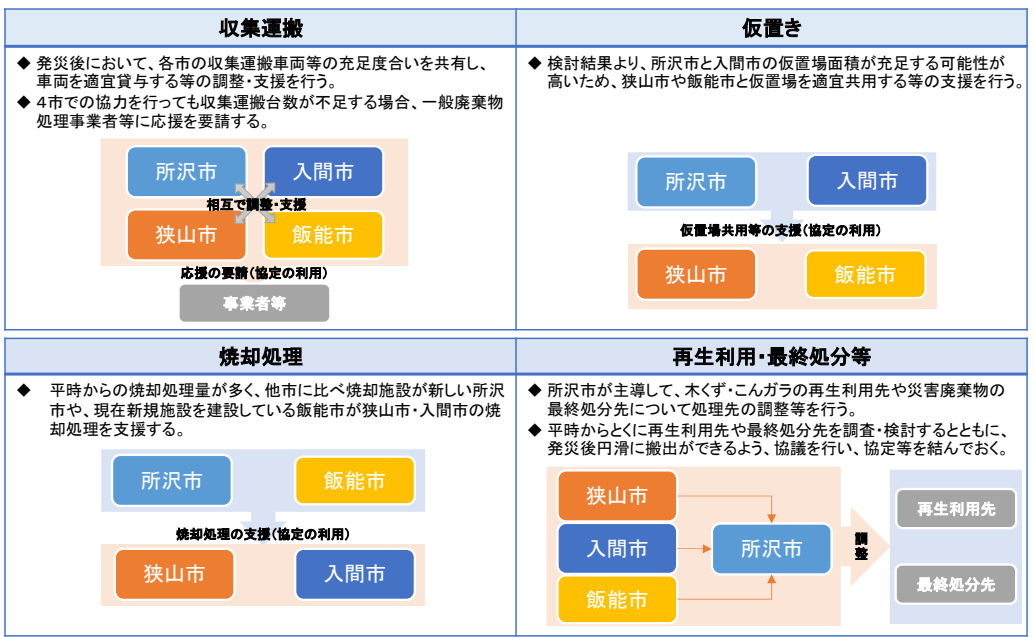 収集運搬
◆ 発災後において、各市の収集運搬車両等の充足度合いを共有し、
車両を適宜貸与する等の調整・支援を行う。
◆ 4市での協力を行っても収集運搬台数が不足する場合、一般廃棄物
処理事業者等に応援を要請する。
所沢市
入間市
相互で調整・支援
狭山市
飯能市
応援の要請(協定の利用)
事業者等
仮置き
◆ 検討結果より、所沢市と入間市の仮置場面積が充足する可能性が
高いため、狭山市や飯能市と仮置場を適宜共用する等の支援を行う。
所沢市
入間市
仮置場共用等の支援(協定の利用)
狭山市
飯能市
焼却処理
◆ 平時からの焼却処理量が多く、他市に比べ焼却施設が新しい所沢
市や、現在新規施設を建設している飯能市が狭山市・入間市の焼
却処理を支援する。
所沢市
飯能市
焼却処理の支援(協定の利用)
狭山市
入間市
再生利用・最終処分等
◆ 所沢市が主導して、木くず・こんガラの再生利用先や災害廃棄物の
最終処分先について処理先の調整等を行う。
◆ 平時からとくに再生利用先や最終処分先を調査・検討するとともに、
発災後円滑に搬出ができるよう、協議を行い、協定等を結んでおく。
狭山市
入間市
飯能市
所沢市
調整
再生利用先
最終処分先